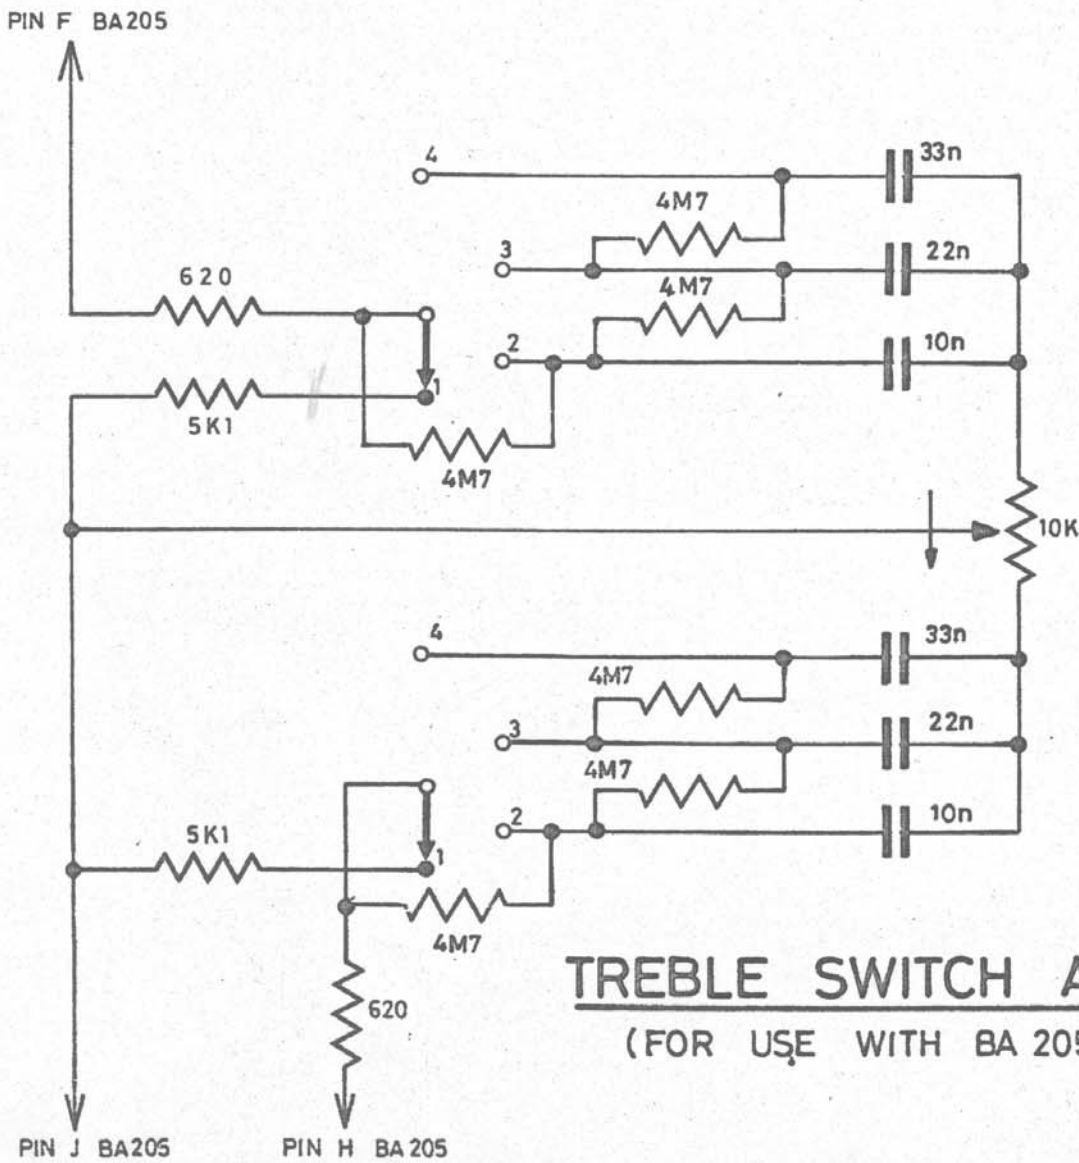 PIN F BA205
4
33n
4M7
3
22n
620
4M7
2
10n
1
5K1
4M7
10K
4
33n
4M7
3
22n
4M7
2
10n
5K1
1
4M7
TREBLE SWITCH
620
(FOR USE WITH BA 205
PIN J BA205
PIN H BA205